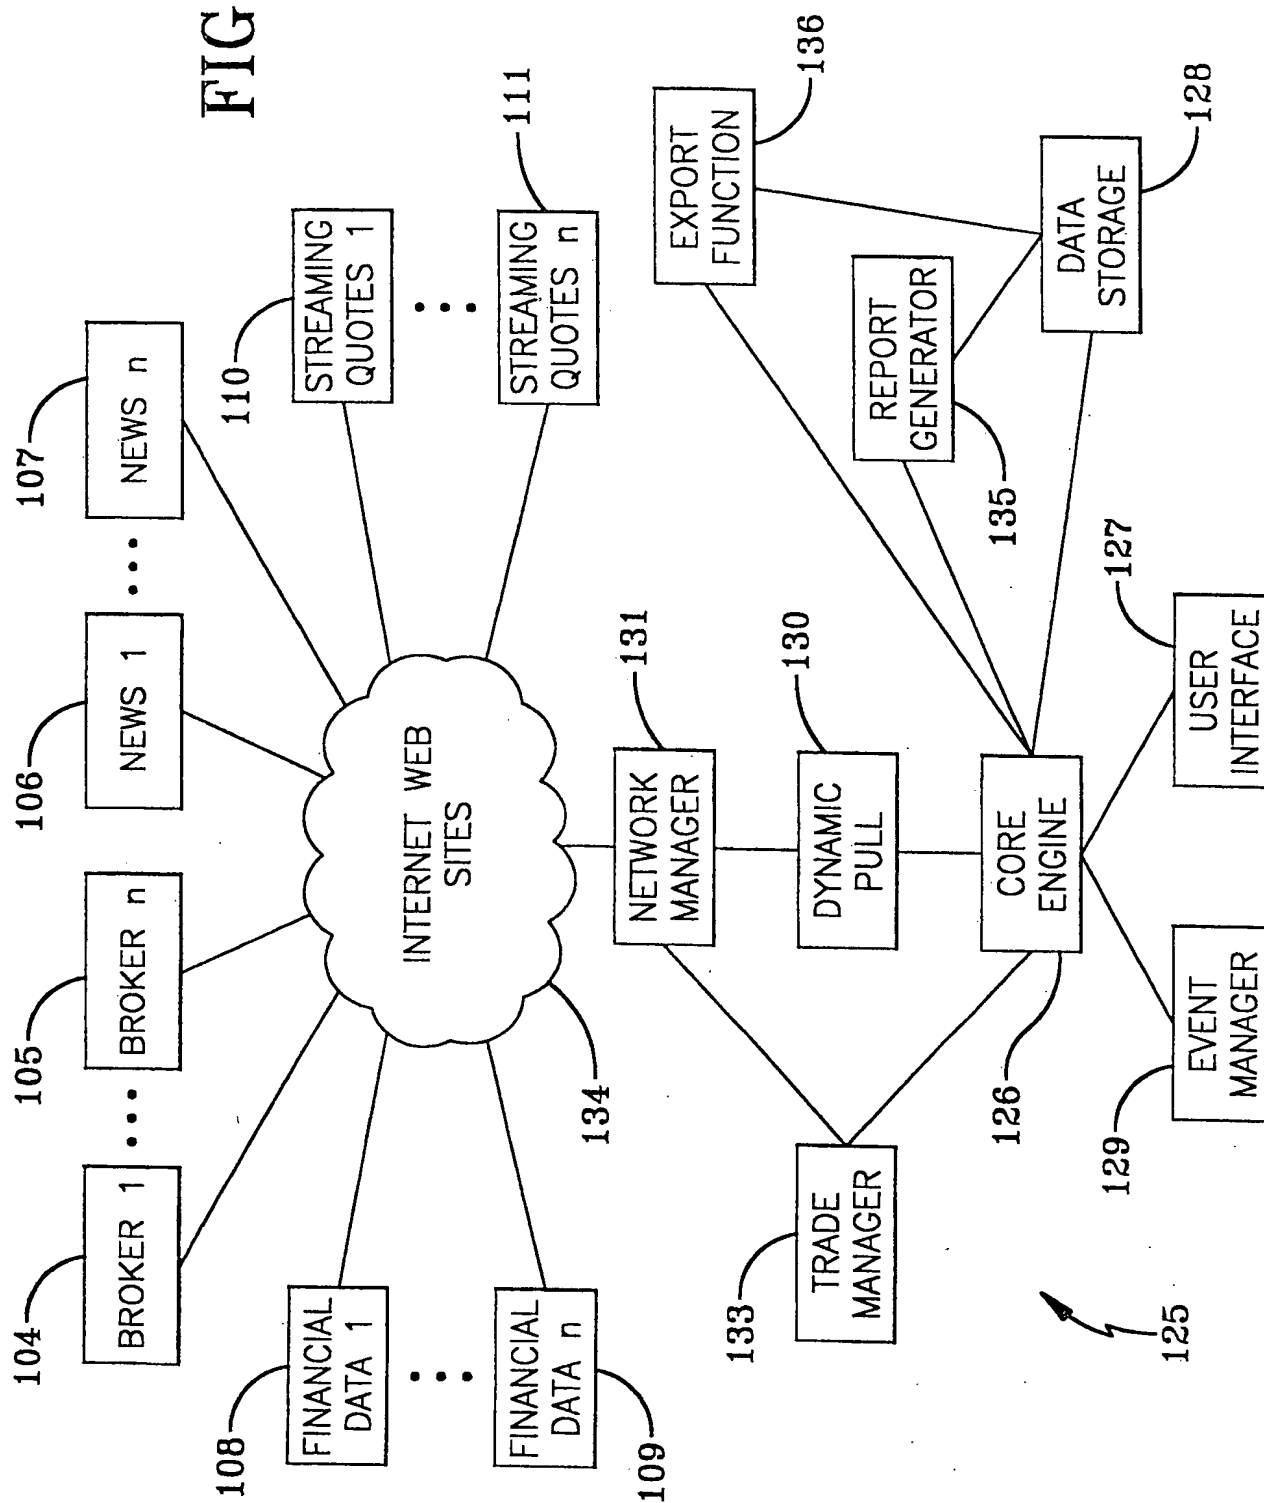 FIG
104
BROKER 1
105
BROKER n
106
NEWS 1
107
NEWS n
108
FINANCIAL
DATA 1
109
FINANCIAL
DATA n
INTERNET WEB
SITES
134
110
STREAMING
QUOTES 1
111
STREAMING
QUOTES n
131
NETWORK
MANAGER
133
TRADE
MANAGER
130
DYNAMIC
PULL
136
EXPORT
FUNCTION
135
REPORT
GENERATOR
126
CORE
ENGINE
128
DATA
STORAGE
125
129
EVENT
MANAGER
127
USER
INTERFACE